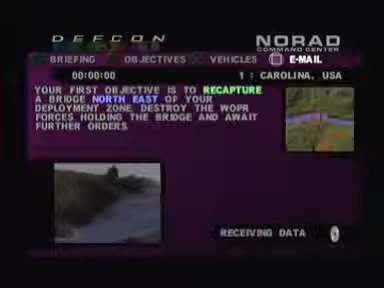 DEFCON
NORAD
COMMAND CENTER
BRIEFING OBJECTIVES VEHICLES E-MAIL
00:00:00 1 : CAROLINA, USA
YOUR FIRST OBJECTIVE IS TO RECAPTURE
A BRIDGE NORTH EAST OF YOUR
DEPLOYMENT ZONE. DESTROY THE WOPR
FORCES HOLDING THE BRIDGE AND AWAIT
FURTHER ORDERS.
RECEIVING DATA